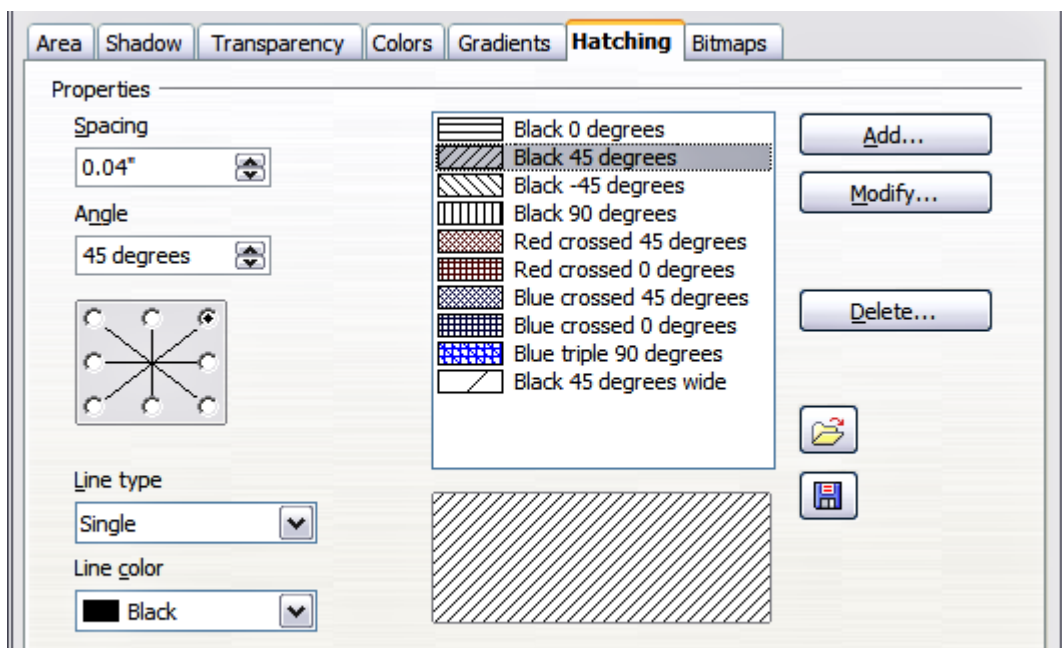 Area Shadow Transparency Colors Gradients Hatching Bitmaps
Properties
Spacing
0.04"
Angle
45 degrees
Line type
Single
Line color
Black
Black 0 degrees
Black 45 degrees
Black -45 degrees
Black 90 degrees
Red crossed 45 degrees
Red crossed 0 degrees
Blue crossed 45 degrees
Blue crossed 0 degrees
Blue triple 90 degrees
Black 45 degrees wide
Add...
Modify...
Delete...